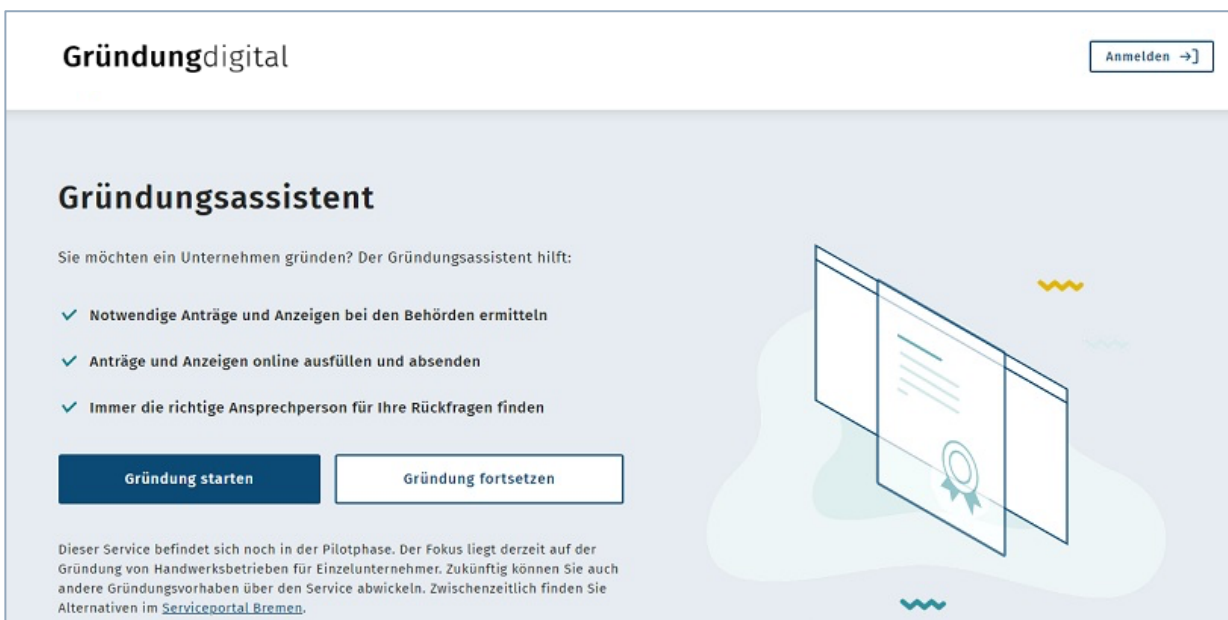 Gründungdigital
Anmelden
Gründungsassistent
Sie möchten ein Unternehmen gründen? Der Gründungsassistent hilft:
Notwendige Anträge und Anzeigen bei den Behörden ermitteln
Anträge und Anzeigen online ausfüllen und absenden
Immer die richtige Ansprechperson für Ihre Rückfragen finden
Gründung starten
Gründung fortsetzen
Dieser Service befindet sich noch in der Pilotphase. Der Fokus liegt derzeit auf der
Gründung von Handwerksbetrieben für Einzelunternehmer. Zukünftig können Sie auch
andere Gründungsvorhaben über den Service abwickeln. Zwischenzeitlich finden Sie
Alternativen im Serviceportal Bremen.